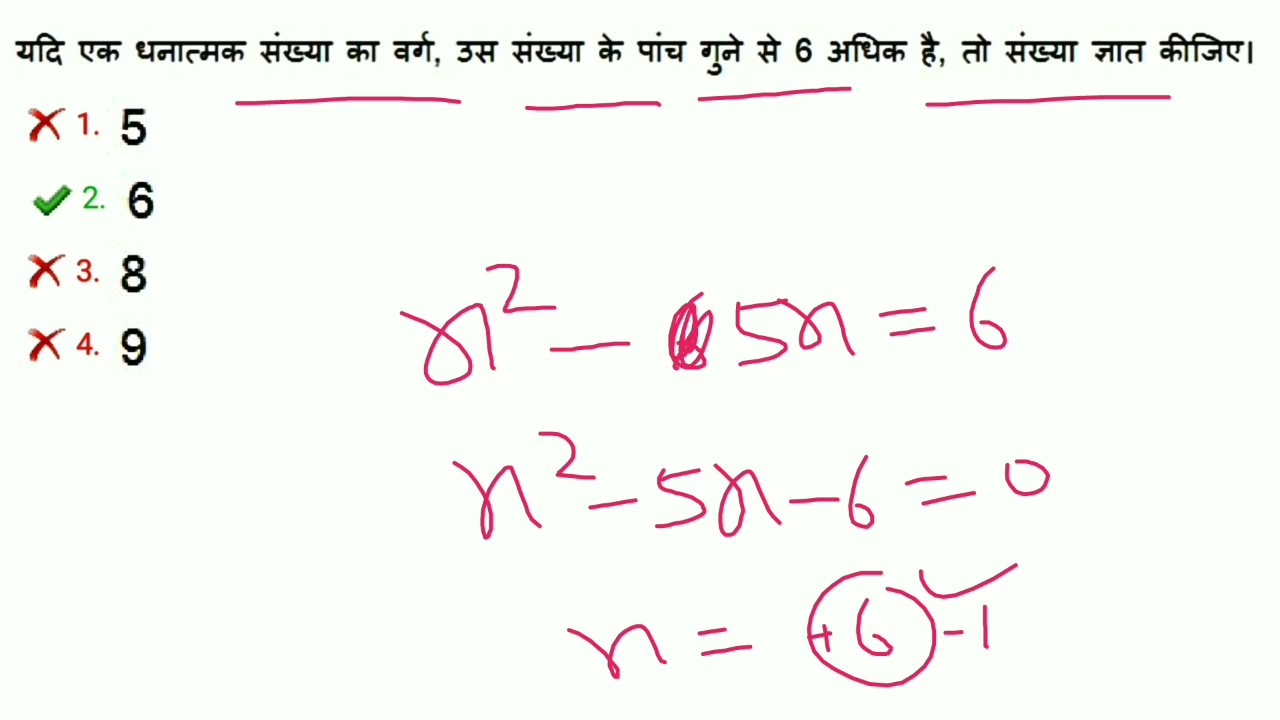 यदि एक धनात्मक संख्या का वर्ग, उस संख्या के पांच गुने से 6 अधिक है, तो संख्या ज्ञात कीजिए।
1. 5
2. 6
3. 8
4. 9
x² - 5x = 6
x² - 5x - 6 = 0
x = +6 -1